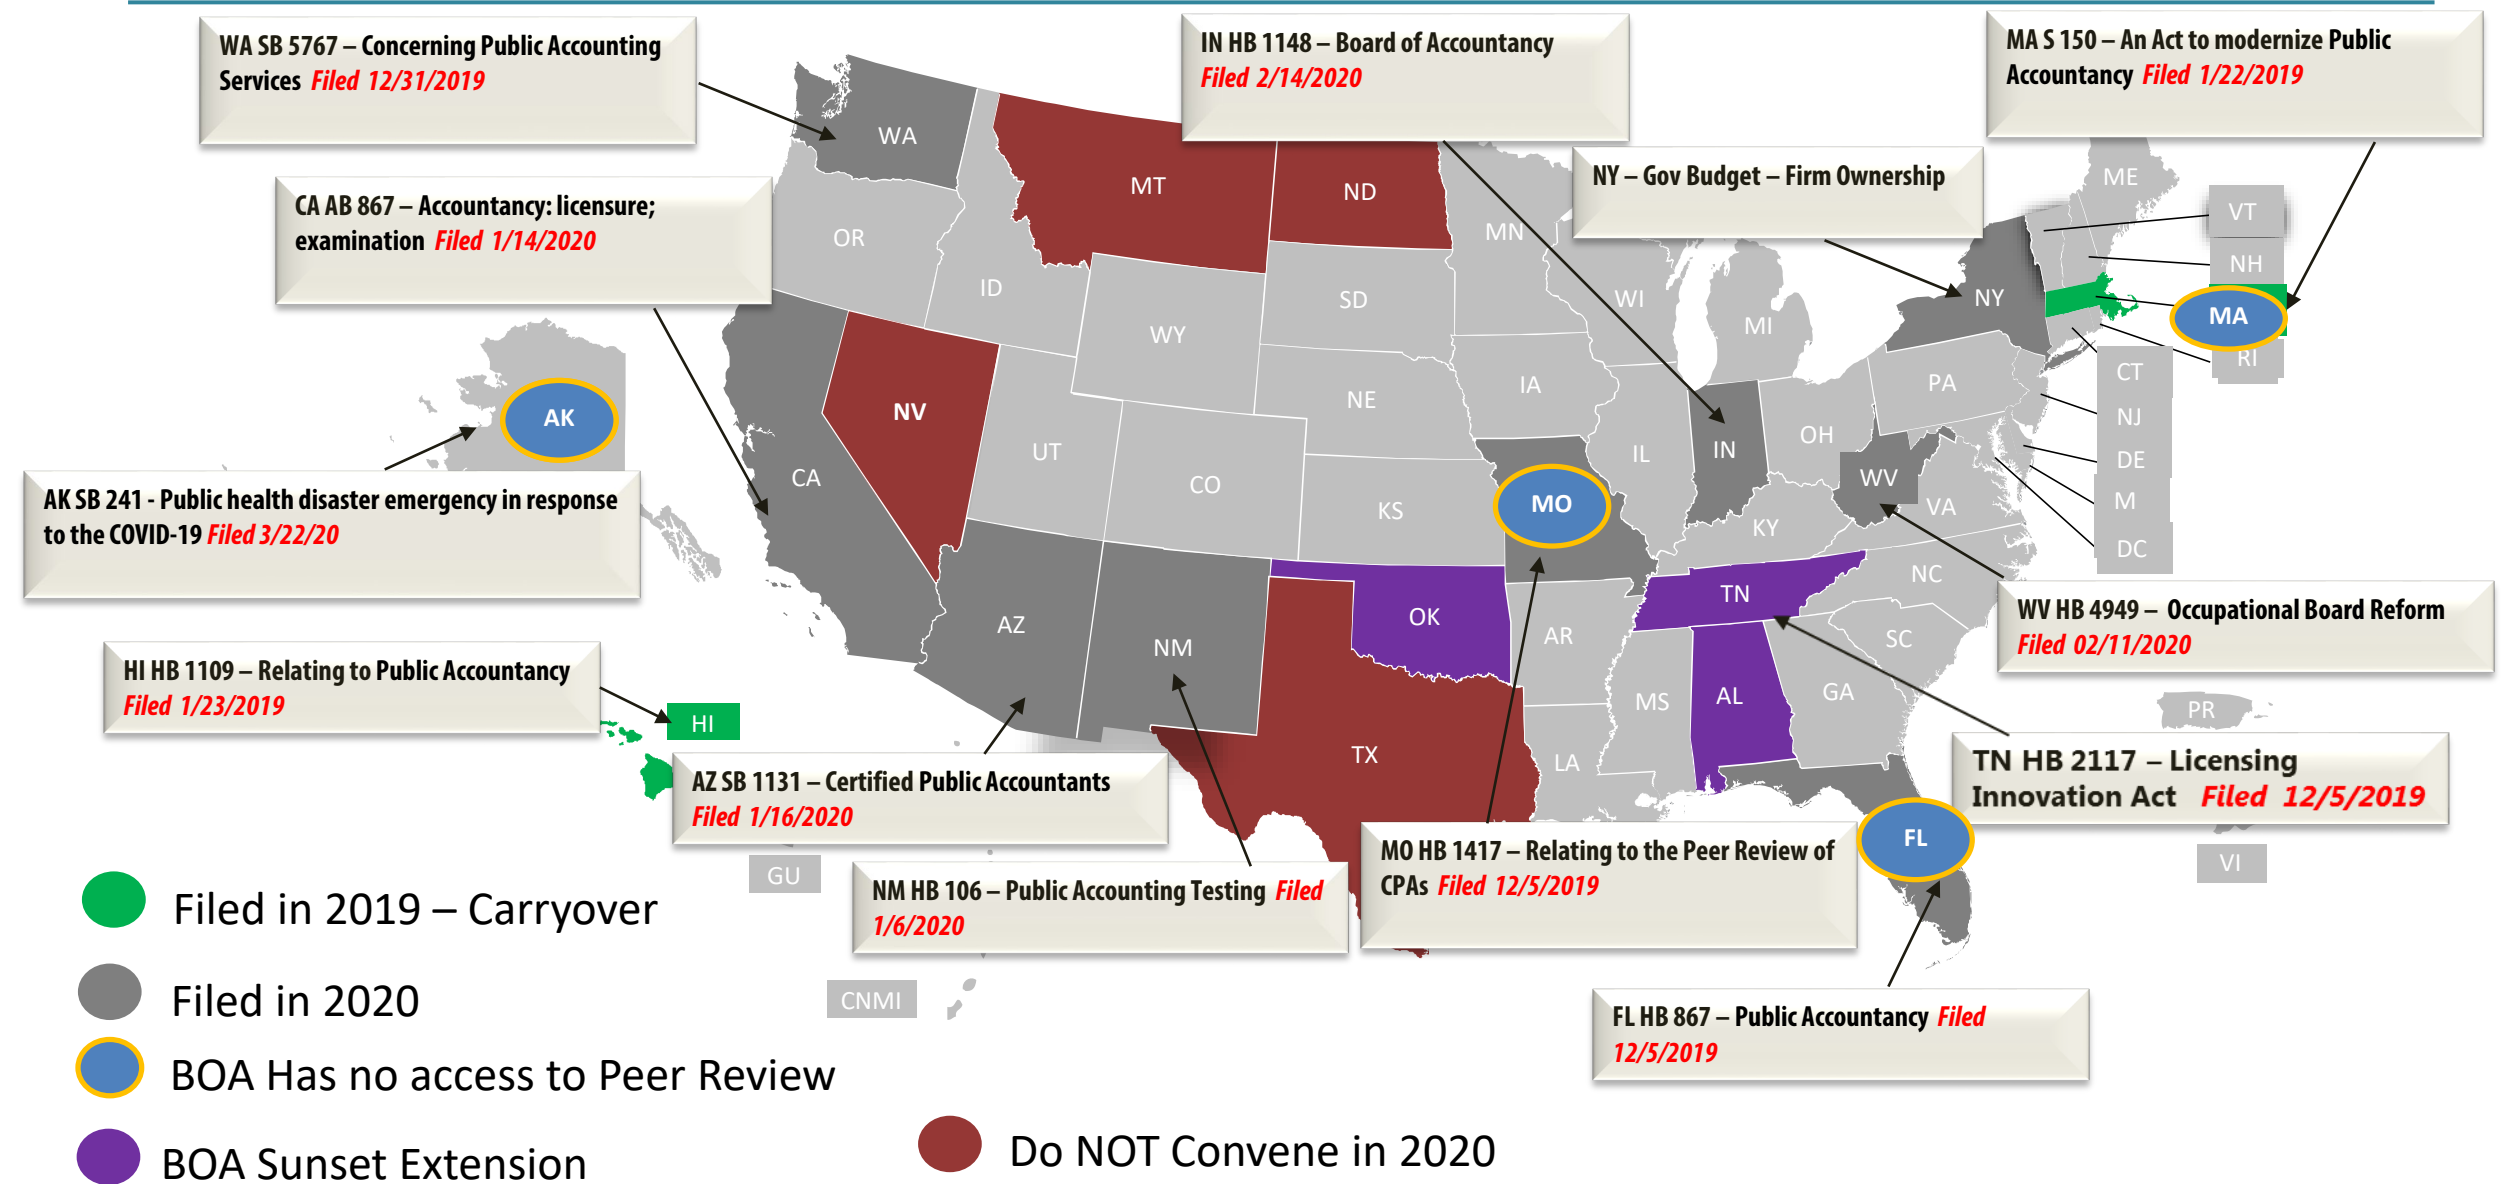 WA SB 5767 – Concerning Public Accounting
Services Filed 12/31/2019
IN HB 1148 – Board of Accountancy
Filed 2/14/2020
MA S 150 – An Act to modernize Public
Accountancy Filed 1/22/2019
CA AB 867 – Accountancy: licensure;
examination Filed 1/14/2020
NY – Gov Budget – Firm Ownership
AK SB 241 - Public health disaster emergency in response
to the COVID-19 Filed 3/22/20
HI HB 1109 – Relating to Public Accountancy
Filed 1/23/2019
AZ SB 1131 – Certified Public Accountants
Filed 1/16/2020
NM HB 106 – Public Accounting Testing Filed
1/6/2020
MO HB 1417 – Relating to the Peer Review of
CPAs Filed 12/5/2019
WV HB 4949 – Occupational Board Reform
Filed 02/11/2020
TN HB 2117 – Licensing
Innovation Act Filed 12/5/2019
FL HB 867 – Public Accountancy Filed
12/5/2019
WA
MT
ND
MN
ME
VT
NH
MA
RI
CT
NJ
DE
M
DC
OR
ID
WY
SD
WI
MI
NY
PA
NV
UT
CO
NE
IA
IL
IN
OH
WV
VA
KY
CA
AK
KS
MO
AZ
NM
OK
AR
TN
NC
SC
MS
AL
GA
TX
LA
FL
HI
GU
CNMI
PR
VI
Filed in 2019 – Carryover
Filed in 2020
BOA Has no access to Peer Review
BOA Sunset Extension
Do NOT Convene in 2020